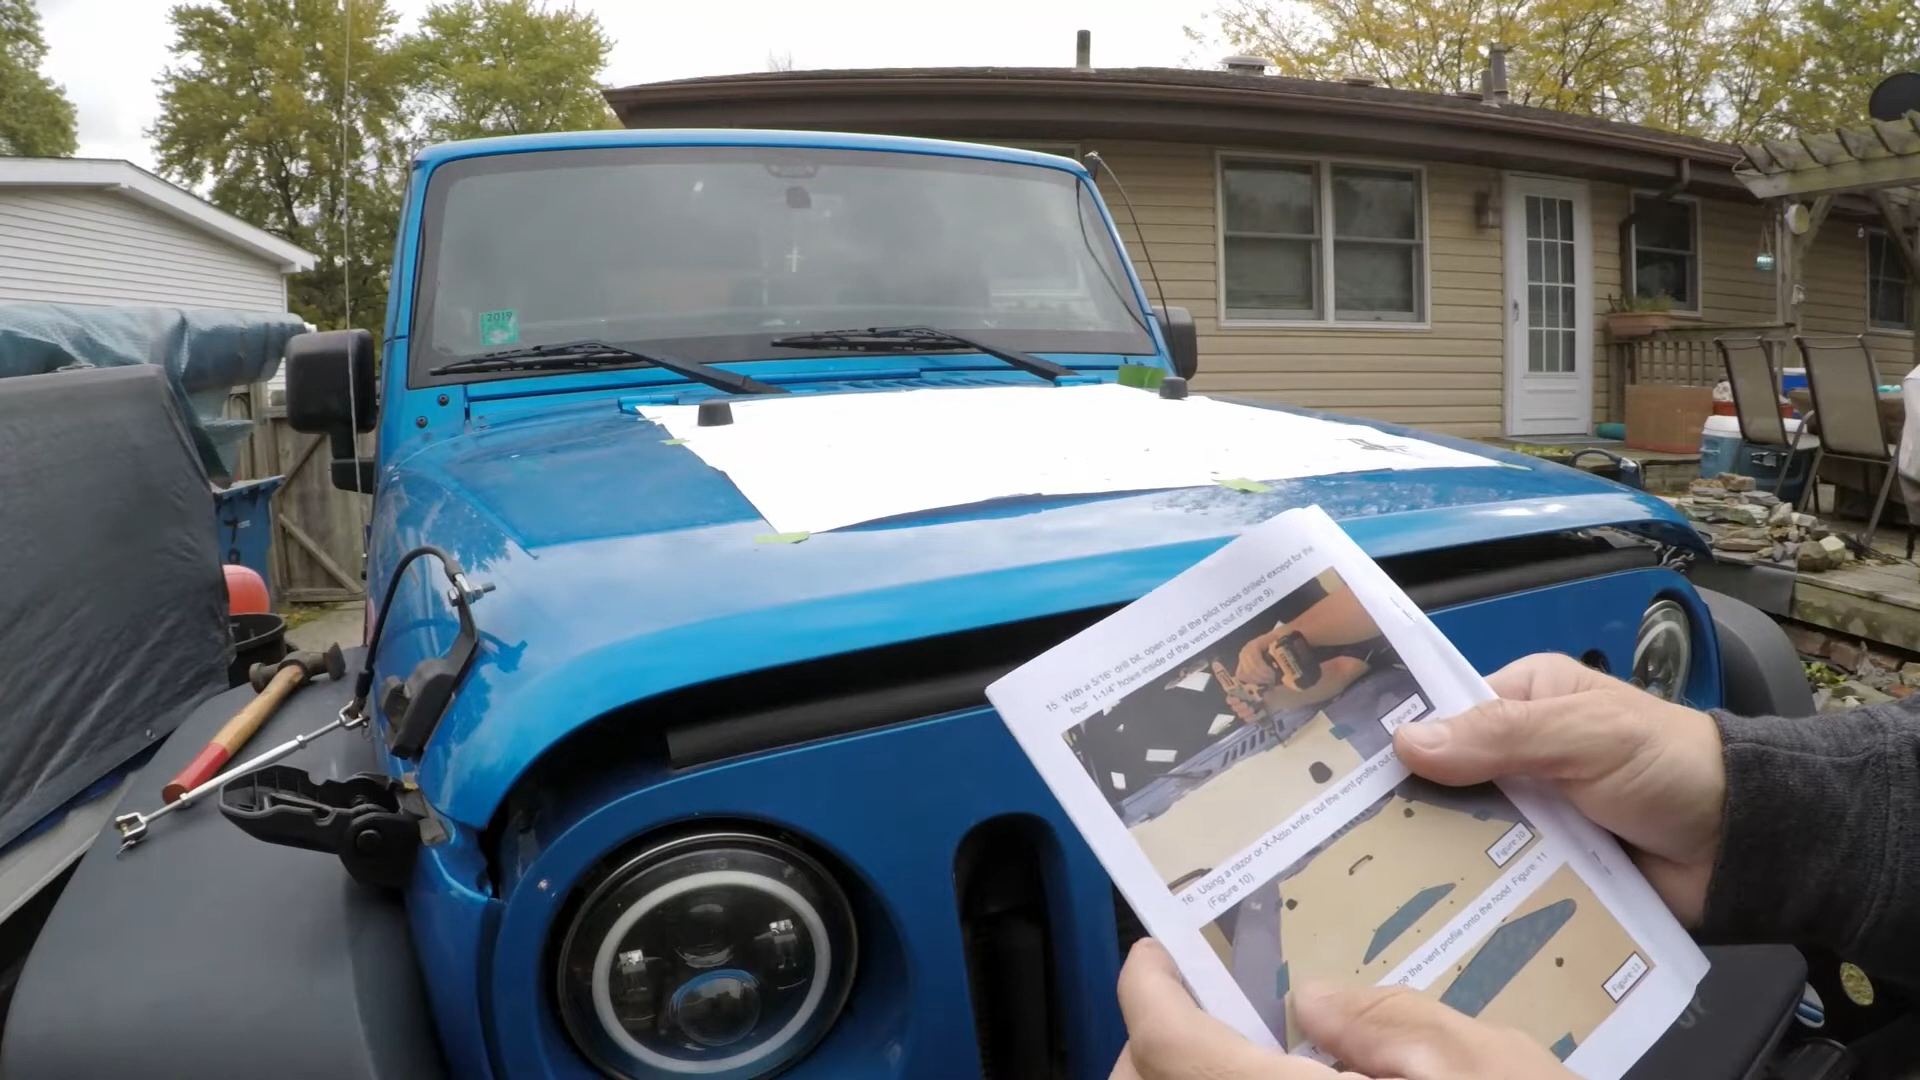 2019
15. With a 5/16" drill bit, open up all the pilot holes drilled except for the
four 1-1/4" holes inside of the vent cut out (Figure 9).
Figure 9
16. Using a razor or X-Acto knife, cut the vent profile out
(Figure 10)
Figure 10
the vent profile onto the hood. Figure 11
Figure 11